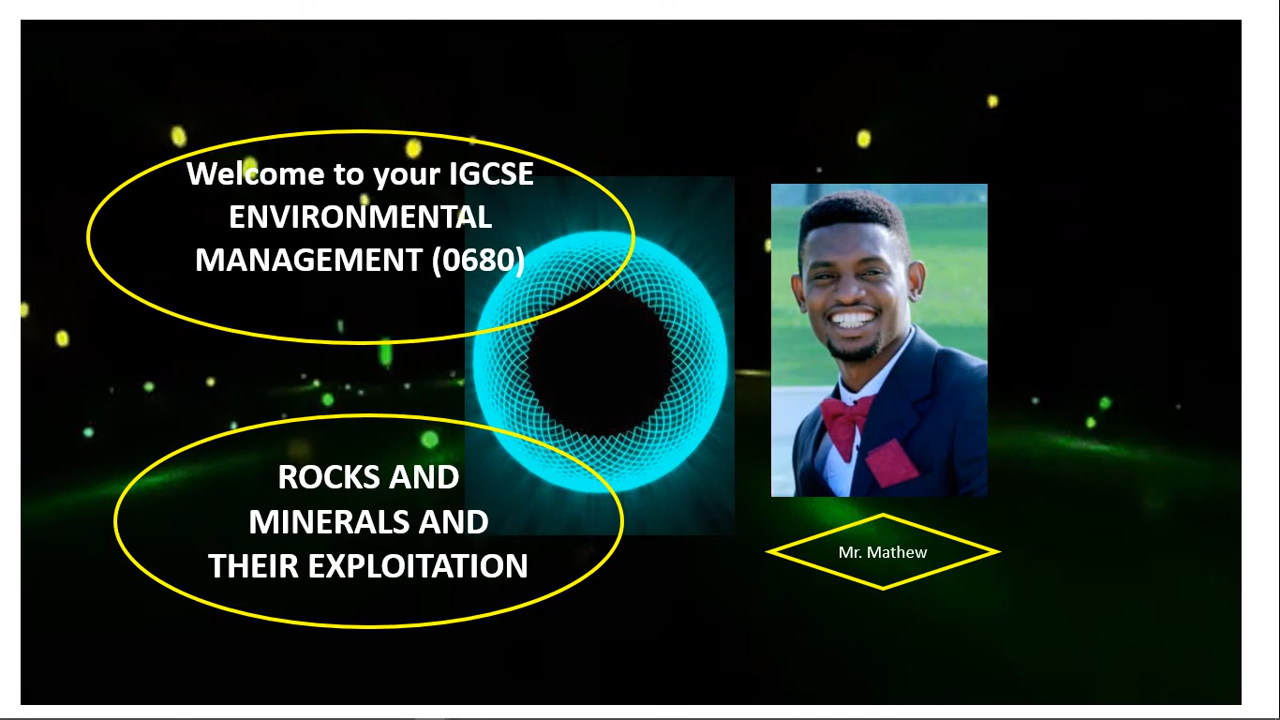 Welcome to your IGCSE
ENVIRONMENTAL
MANAGEMENT (0680)
ROCKS AND
MINERALS AND
THEIR EXPLOITATION
Mr. Mathew